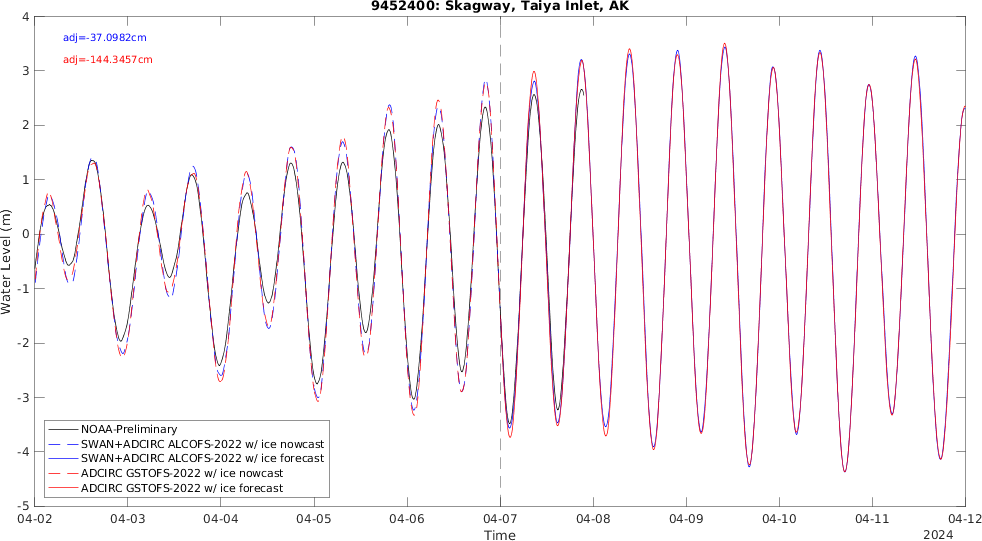 9452400: Skagway, Taiya Inlet, AK
adj=-37.0982cm
adj=-144.3457cm
4
3
2
1
0
-1
-2
-3
-4
-5
Water Level (m)
NOAA-Preliminary
SWAN+ADCIRC ALCOFS-2022 w/ ice nowcast
SWAN+ADCIRC ALCOFS-2022 w/ ice forecast
ADCIRC GSTOFS-2022 w/ ice nowcast
ADCIRC GSTOFS-2022 w/ ice forecast
04-02 04-03 04-04 04-05 04-06 04-07 04-08 04-09 04-10 04-11 04-12
Time
2024